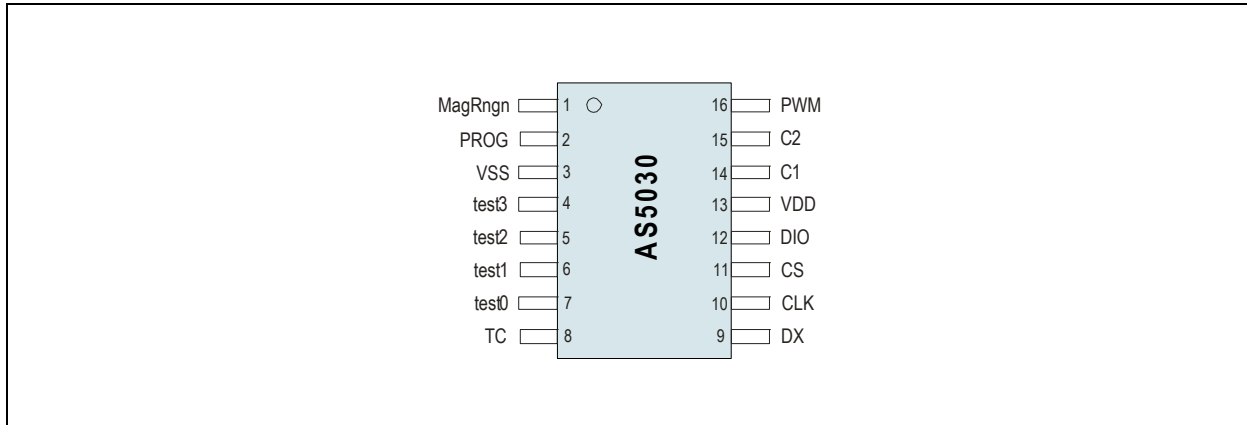 MagRngn 1 16 PWM
PROG 2 15 C2
VSS 3 14 C1
test3 4 13 VDD
test2 5 12 DIO
test1 6 11 CS
test0 7 10 CLK
TC 8 9 DX
AS5030